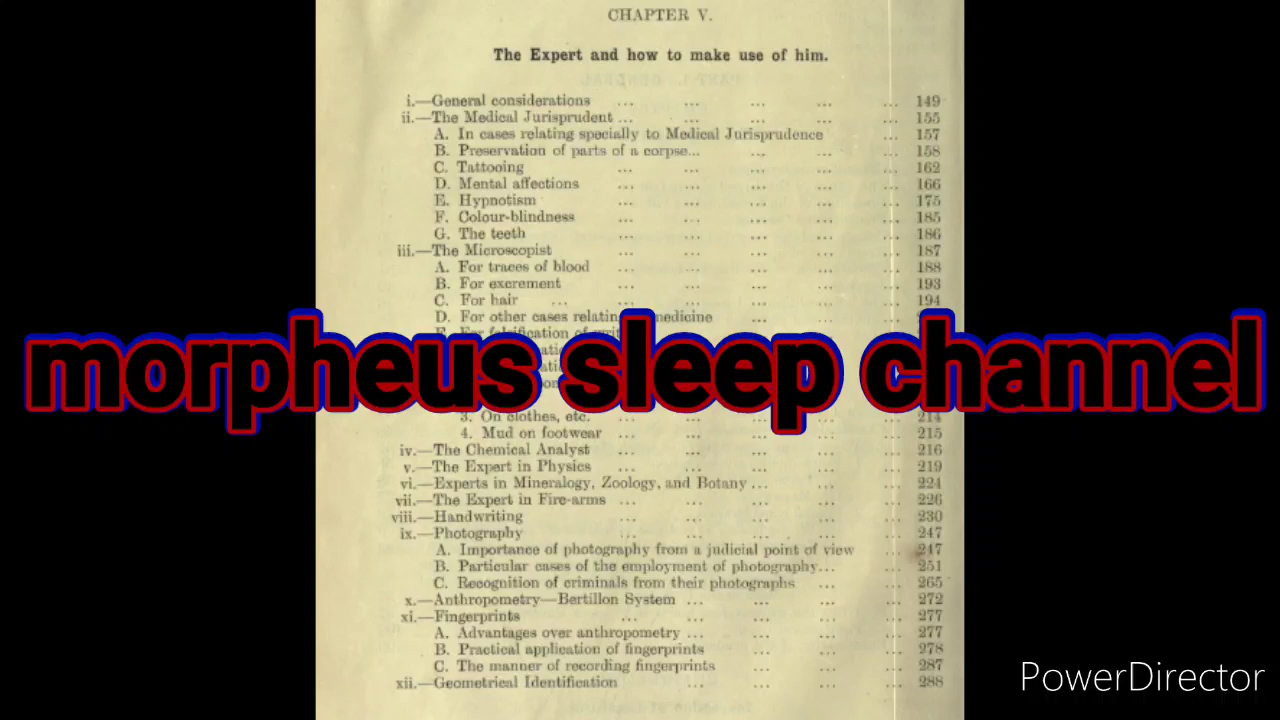 CHAPTER V.
The Expert and how to make use of him.
i.—General considerations ... ... ... ... ... 149
ii.—The Medical Jurisprudent ... ... ... ... ... 155
A. In cases relating specially to Medical Jurisprudence ... 157
B. Preservation of parts of a corpse... ... ... ... 158
C. Tattooing ... ... ... ... ... 162
D. Mental affections ... ... ... ... ... 166
E. Hypnotism ... ... ... ... ... 175
F. Colour-blindness ... ... ... ... ... 185
G. The teeth ... ... ... ... ... 186
iii.—The Microscopist ... ... ... ... ... 187
A. For traces of blood ... ... ... ... ... 188
B. For excrement ... ... ... ... ... 193
C. For hair ... ... ... ... ... ... 194
D. For other cases relating medicine ... ... ...
morpheus sleep channel
3. On clothes, etc. ... ... ... ... ... 214
4. Mud on footwear ... ... ... ... ... 215
iv.—The Chemical Analyst ... ... ... ... ... 216
v.—The Expert in Physics ... ... ... ... ... 219
vi.—Experts in Mineralogy, Zoology, and Botany ... ... ... 224
vii.—The Expert in Fire-arms ... ... ... ... ... 226
viii.—Handwriting ... ... ... ... ... 230
ix.—Photography ... ... ... ... ... 247
A. Importance of photography from a judicial point of view ... 247
B. Particular cases of the employment of photography... ... 251
C. Recognition of criminals from their photographs ... ... 265
x.—Anthropometry—Bertillon System ... ... ... ... 272
xi.—Fingerprints ... ... ... ... ... 277
A. Advantages over anthropometry ... ... ... ... 277
B. Practical application of fingerprints ... ... ... 278
C. The manner of recording fingerprints ... ... ... 287
xii.—Geometrical Identification ... ... ... ... 288
PowerDirector